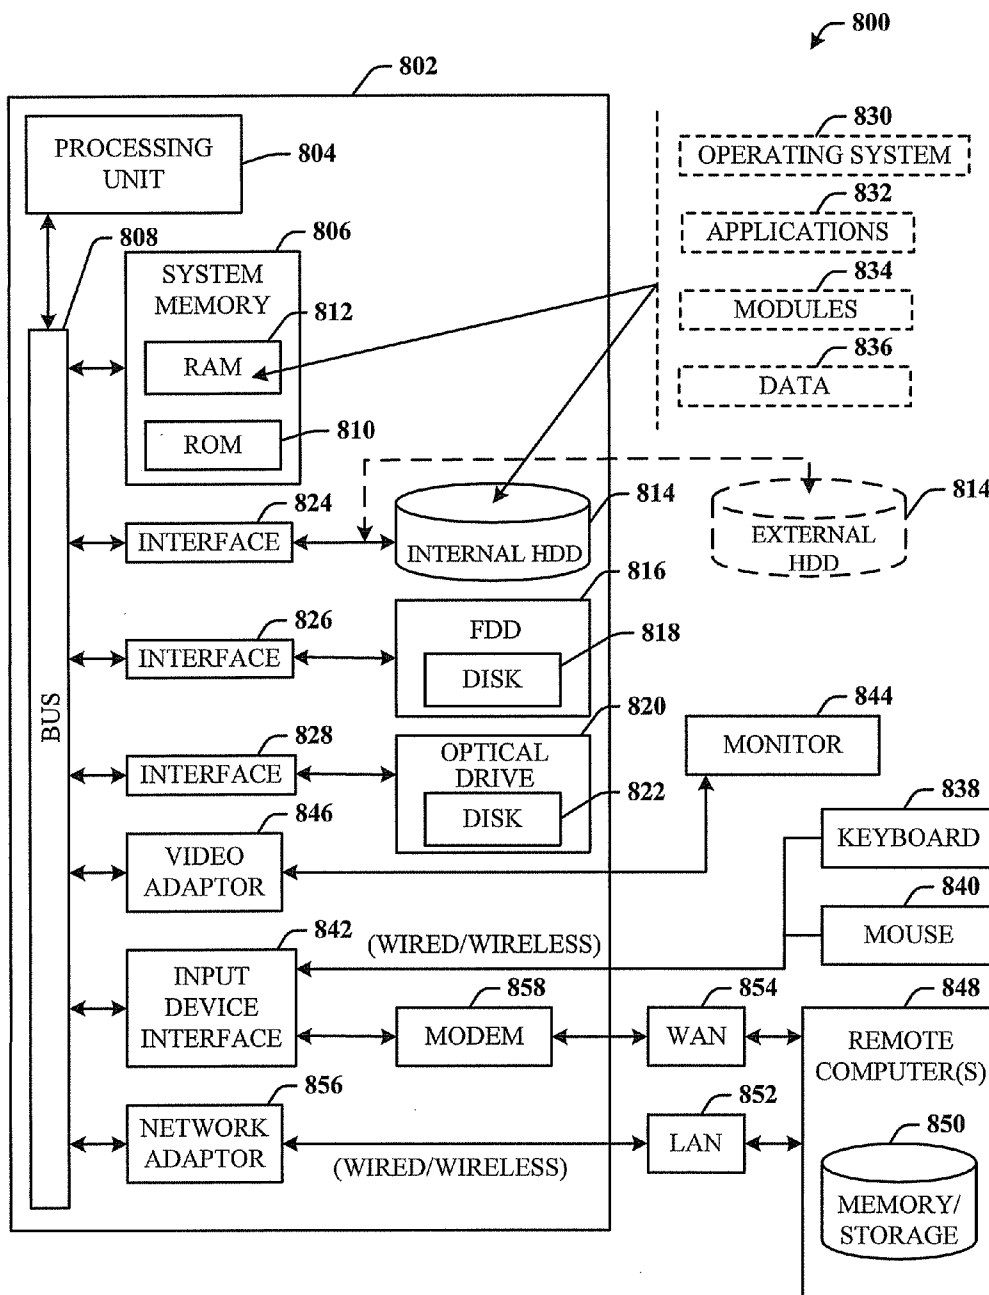 800
802
PROCESSING
UNIT
804
830
OPERATING SYSTEM
832
APPLICATIONS
834
MODULES
836
DATA
808
806
SYSTEM
MEMORY
812
RAM
810
ROM
BUS
824
INTERFACE
814
INTERNAL HDD
814
EXTERNAL
HDD
826
INTERFACE
816
FDD
818
DISK
828
INTERFACE
820
OPTICAL
DRIVE
822
DISK
844
MONITOR
846
VIDEO
ADAPTOR
838
KEYBOARD
840
MOUSE
842
INPUT
DEVICE
INTERFACE
(WIRED/WIRELESS)
858
MODEM
854
WAN
848
REMOTE
COMPUTER(S)
856
NETWORK
ADAPTOR
(WIRED/WIRELESS)
852
LAN
850
MEMORY/
STORAGE